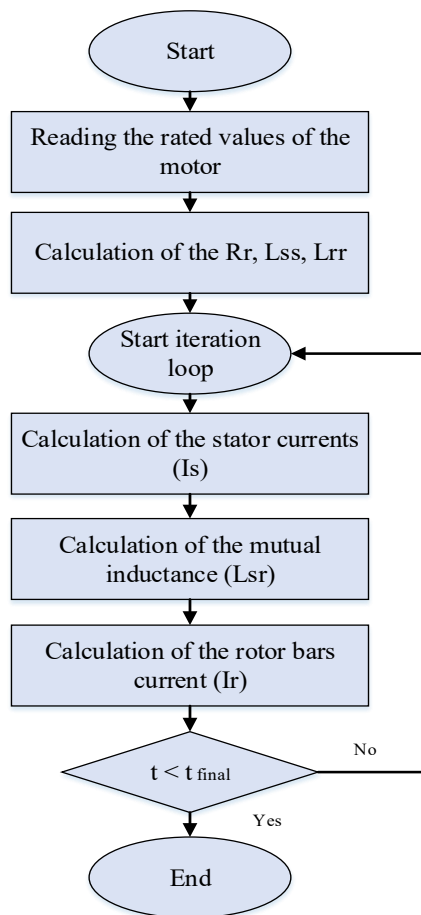 Start
Reading the rated values of the
motor
Calculation of the Rr, Lss, Lrr
Start iteration
loop
Calculation of the stator currents
(Is)
Calculation of the mutual
inductance (Lsr)
Calculation of the rotor bars
current (Ir)
No
t < t final
Yes
End